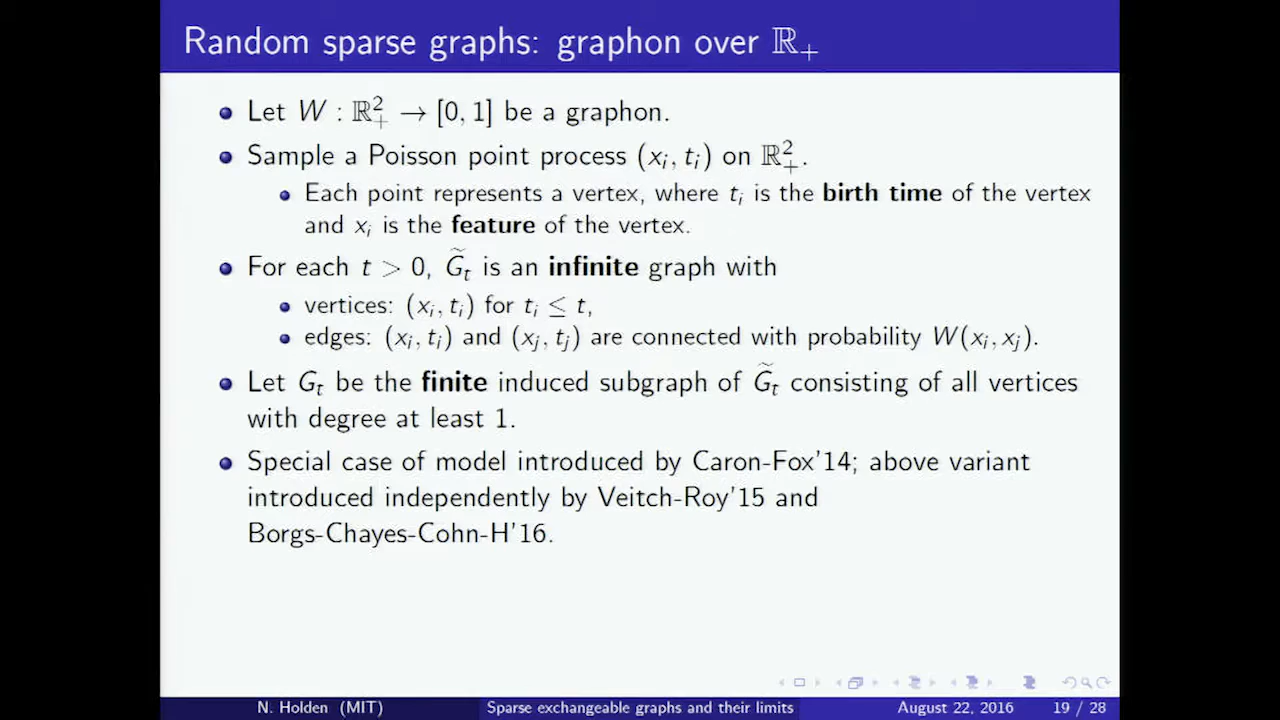 Random sparse graphs: graphon over ℝ₊
Let W : ℝ²₊ → [0, 1] be a graphon.
Sample a Poisson point process (xᵢ, tᵢ) on ℝ²₊.
Each point represents a vertex, where tᵢ is the birth time of the vertex
and xᵢ is the feature of the vertex.
For each t > 0, G̃ₜ is an infinite graph with
vertices: (xᵢ, tᵢ) for tᵢ ≤ t,
edges: (xᵢ, tᵢ) and (xⱼ, tⱼ) are connected with probability W(xᵢ, xⱼ).
Let Gₜ be the finite induced subgraph of G̃ₜ consisting of all vertices
with degree at least 1.
Special case of model introduced by Caron-Fox'14; above variant
introduced independently by Veitch-Roy'15 and
Borgs-Chayes-Cohn-H'16.
N. Holden (MIT) Sparse exchangeable graphs and their limits August 22, 2016 19 / 28